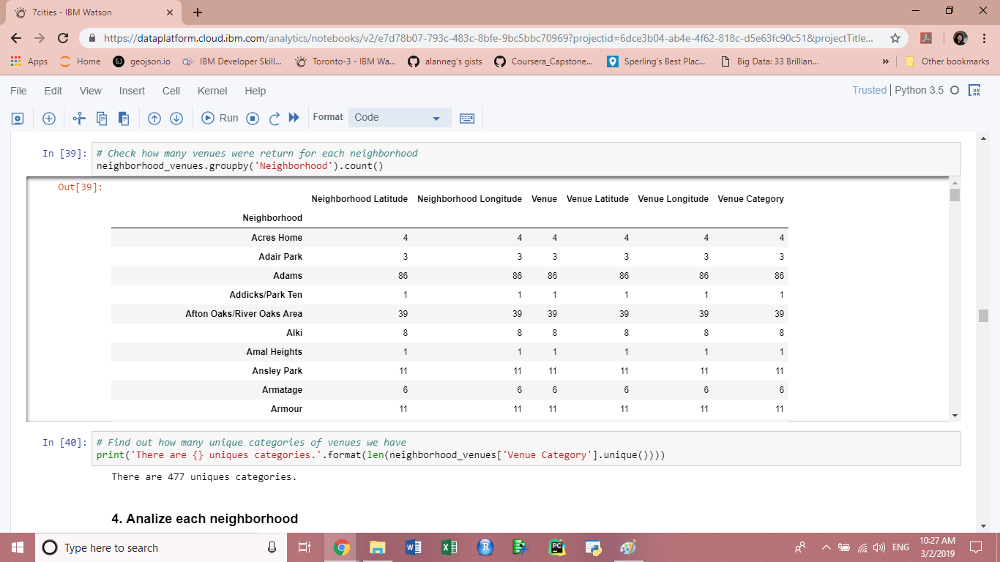 7cities - IBM Watson
https://dataplatform.cloud.ibm.com/analytics/notebooks/v2/e7d78b07-793c-483c-8bfe-9bc5bbc70969?projectid=6dce3b04-ab4e-4f62-818c-d5e63fc90c51&projectTitle...
Apps Home geojson.io IBM Developer Skill... Toronto-3 - IBM Wa... alanneg's gists Coursera_Capstone... Sperling's Best Plac... Big Data: 33 Brillian... » Other bookmarks
File Edit View Insert Cell Kernel Help Trusted | Python 3.5
Run Format Code
In [39]: # Check how many venues were return for each neighborhood
neighborhood_venues.groupby('Neighborhood').count()
Out[39]:
Neighborhood Latitude Neighborhood Longitude Venue Venue Latitude Venue Longitude Venue Category
Neighborhood
Acres Home 4 4 4 4 4 4
Adair Park 3 3 3 3 3 3
Adams 86 86 86 86 86 86
Addicks/Park Ten 1 1 1 1 1 1
Afton Oaks/River Oaks Area 39 39 39 39 39 39
Alki 8 8 8 8 8 8
Amal Heights 1 1 1 1 1 1
Ansley Park 11 11 11 11 11 11
Armatage 6 6 6 6 6 6
Armour 11 11 11 11 11 11
In [40]: # Find out how many unique categories of venues we have
print('There are {} uniques categories.'.format(len(neighborhood_venues['Venue Category'].unique())))
There are 477 uniques categories.
4. Analize each neighborhood
Type here to search ENG 10:27 AM
3/2/2019